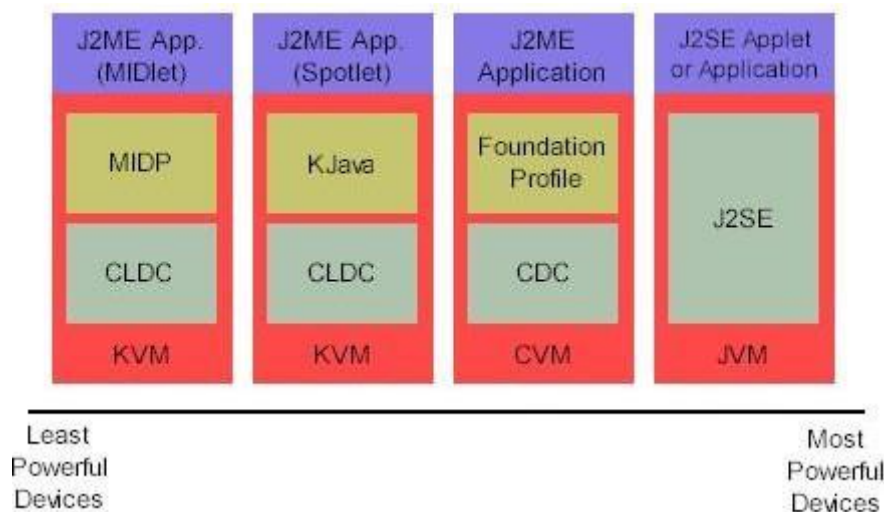 J2ME App.
(MIDlet)
MIDP
CLDC
KVM
J2ME App.
(Spotlet)
KJava
CLDC
KVM
J2ME
Application
Foundation
Profile
CDC
CVM
J2SE Applet
or Application
J2SE
JVM
Least
Powerful
Devices
Most
Powerful
Devices